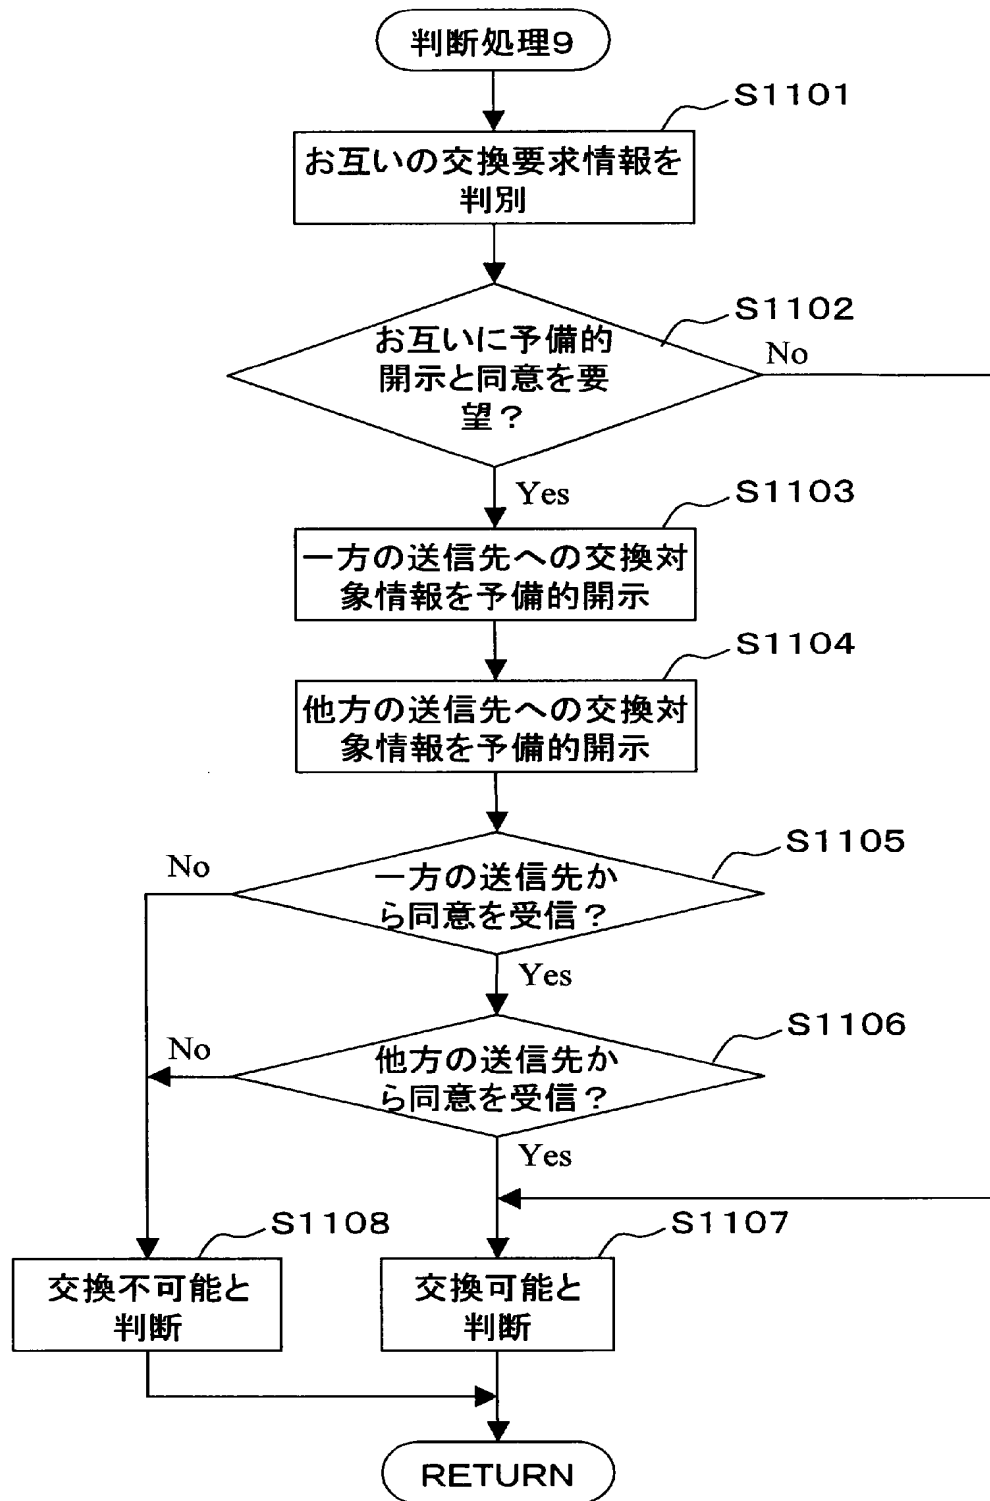 判断処理9
S1101
お互いの交換要求情報を
判別
S1102
お互いに予備的
開示と同意を要
望?
No
Yes
S1103
一方の送信先への交換対
象情報を予備的開示
S1104
他方の送信先への交換対
象情報を予備的開示
S1105
No
一方の送信先か
ら同意を受信?
Yes
S1106
No
他方の送信先か
ら同意を受信?
Yes
S1108
S1107
交換不可能と
判断
交換可能と
判断
RETURN